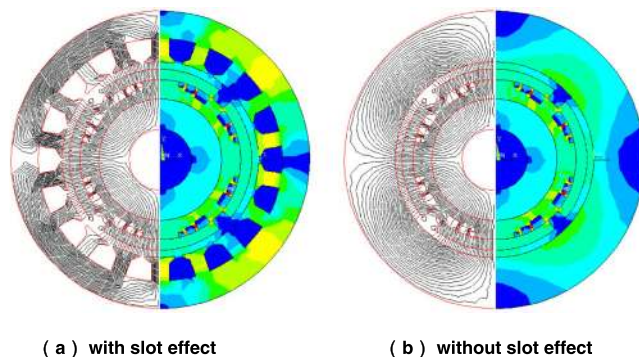 ( a ) with slot effect
( b ) without slot effect